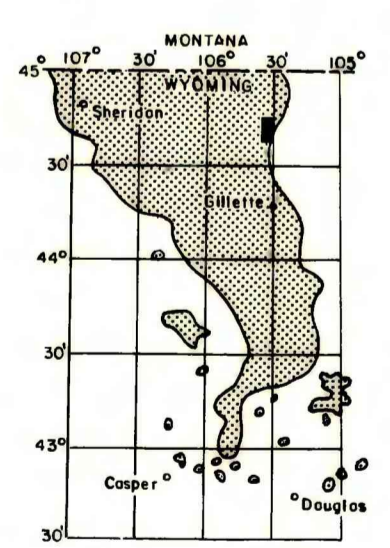 MONTANA
45° 107° 30' 106° 30' 105°
WYOMING
Sheridan
30'
Gillette
44°
30'
43°
Casper
Douglas
30'